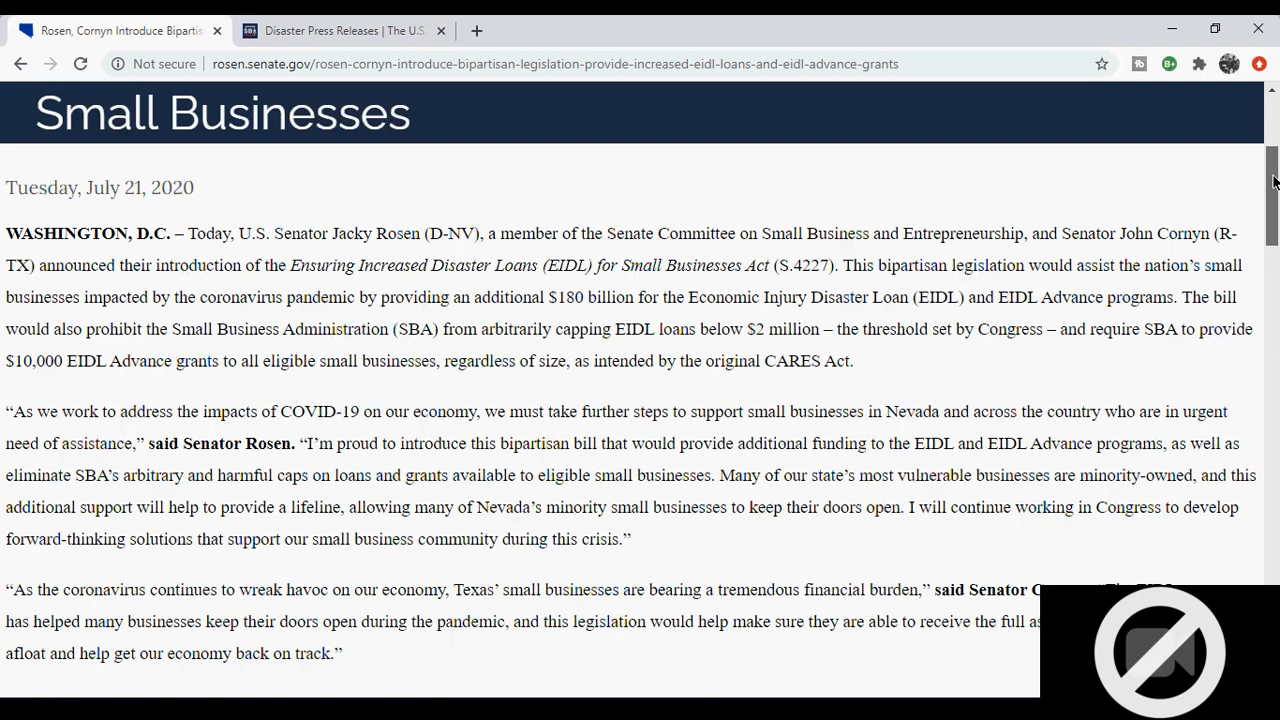 Rosen, Cornyn Introduce Bipartis
Disaster Press Releases | The U.S.
Not secure
rosen.senate.gov/rosen-cornyn-introduce-bipartisan-legislation-provide-increased-eidl-loans-and-eidl-advance-grants
Small Businesses
Tuesday, July 21, 2020
WASHINGTON, D.C. – Today, U.S. Senator Jacky Rosen (D-NV), a member of the Senate Committee on Small Business and Entrepreneurship, and Senator John Cornyn (R-
TX) announced their introduction of the Ensuring Increased Disaster Loans (EIDL) for Small Businesses Act (S.4227). This bipartisan legislation would assist the nation’s small
businesses impacted by the coronavirus pandemic by providing an additional $180 billion for the Economic Injury Disaster Loan (EIDL) and EIDL Advance programs. The bill
would also prohibit the Small Business Administration (SBA) from arbitrarily capping EIDL loans below $2 million – the threshold set by Congress – and require SBA to provide
$10,000 EIDL Advance grants to all eligible small businesses, regardless of size, as intended by the original CARES Act.
“As we work to address the impacts of COVID-19 on our economy, we must take further steps to support small businesses in Nevada and across the country who are in urgent
need of assistance,” said Senator Rosen. “I’m proud to introduce this bipartisan bill that would provide additional funding to the EIDL and EIDL Advance programs, as well as
eliminate SBA’s arbitrary and harmful caps on loans and grants available to eligible small businesses. Many of our state’s most vulnerable businesses are minority-owned, and this
additional support will help to provide a lifeline, allowing many of Nevada’s minority small businesses to keep their doors open. I will continue working in Congress to develop
forward-thinking solutions that support our small business community during this crisis.”
“As the coronavirus continues to wreak havoc on our economy, Texas’ small businesses are bearing a tremendous financial burden,” said Senator
has helped many businesses keep their doors open during the pandemic, and this legislation would help make sure they are able to receive the full
afloat and help get our economy back on track.”